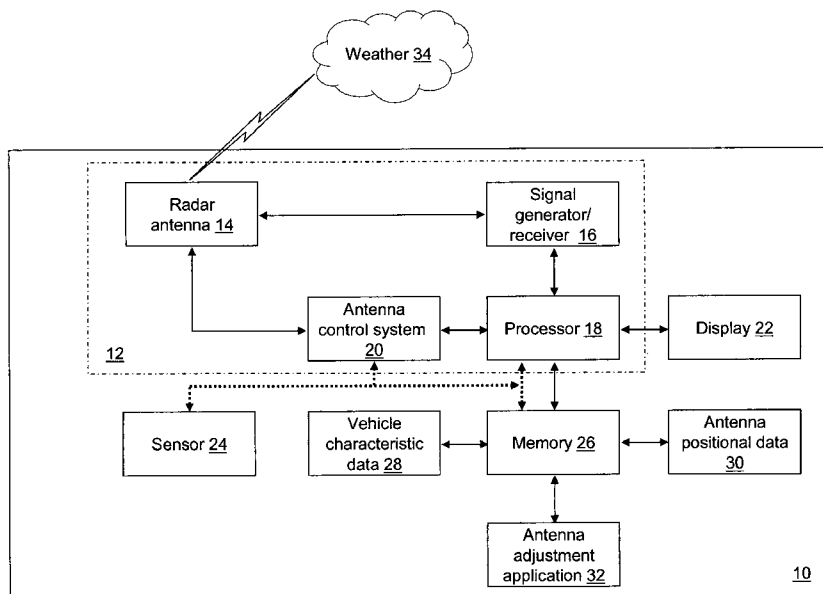 Weather 34
Radar
antenna 14
Signal
generator/
receiver 16
Antenna
control system
20
Processor 18
Display 22
12
Sensor 24
Vehicle
characteristic
data 28
Memory 26
Antenna
positional data
30
Antenna
adjustment
application 32
10